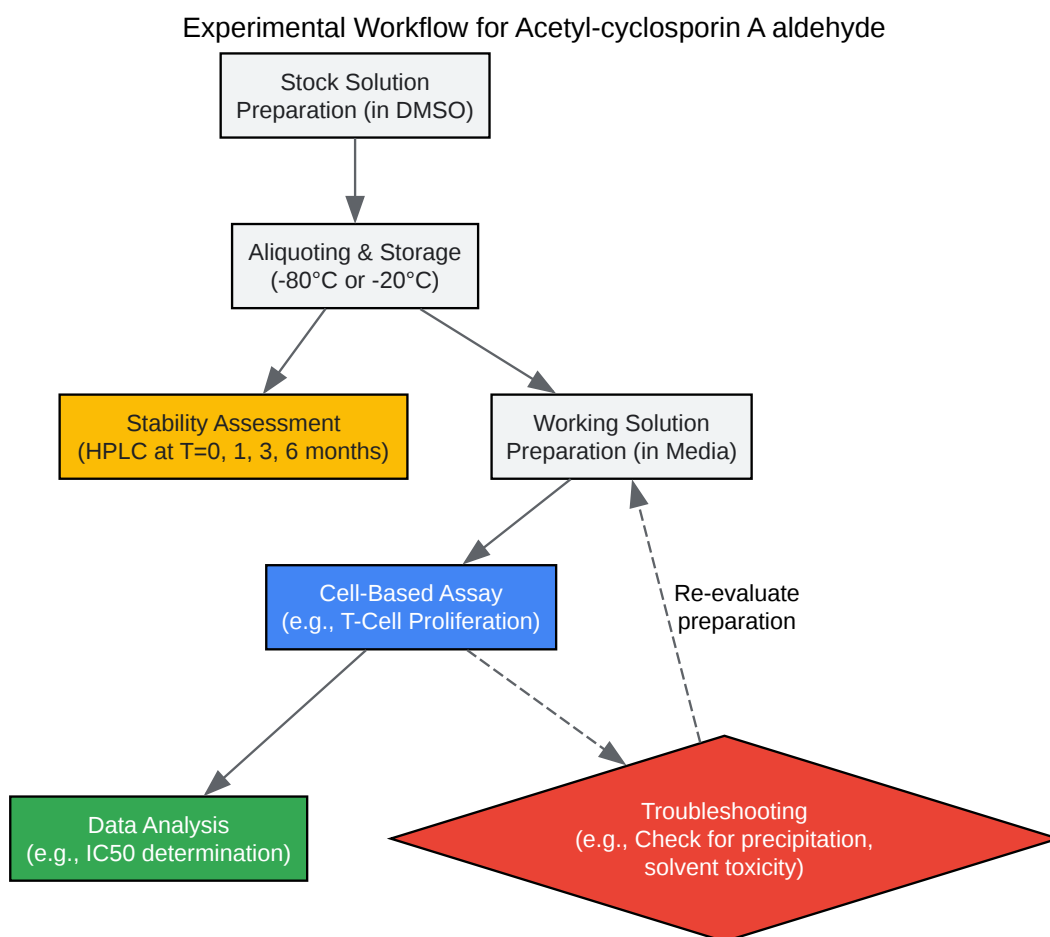 Experimental Workflow for Acetyl-cyclosporin A aldehyde
Stock Solution
Preparation (in DMSO)
Aliquoting & Storage
(-80°C or -20°C)
Stability Assessment
(HPLC at T=0, 1, 3, 6 months)
Working Solution
Preparation (in Media)
Cell-Based Assay
(e.g., T-Cell Proliferation)
Re-evaluate
preparation
Data Analysis
(e.g., IC50 determination)
Troubleshooting
(e.g., Check for precipitation,
solvent toxicity)